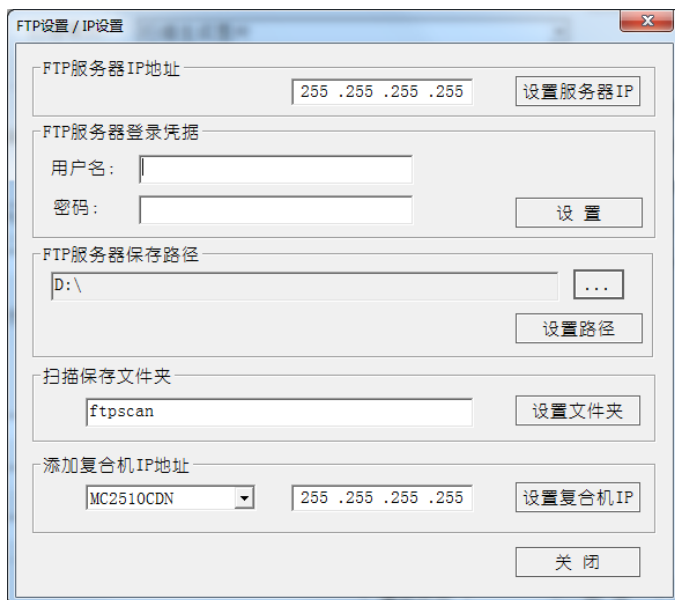 FTP设置 / IP设置
FTP服务器IP地址
255 .255 .255 .255
设置服务器IP
FTP服务器登录凭据
用户名:
密码:
设 置
FTP服务器保存路径
D:\
...
设置路径
扫描保存文件夹
ftpscan
设置文件夹
添加复合机IP地址
MC2510CDN
255 .255 .255 .255
设置复合机IP
关 闭